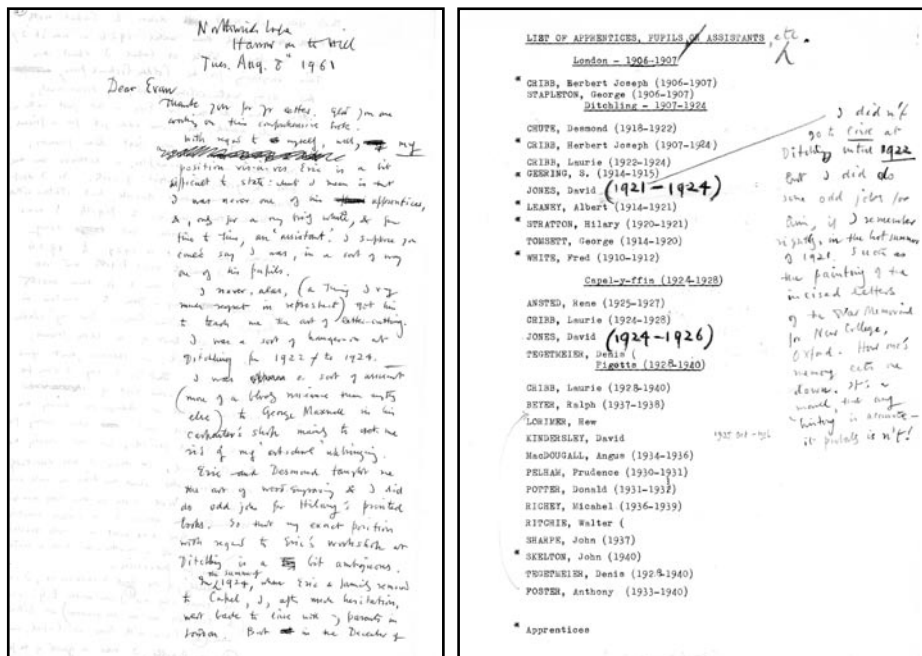 Northwick Lodge
Harrow on the Hill
Tues. Aug. 8th 1961
Dear Evan
Thank you for yr letter. Glad you are
working on this comprehensive book.
With regard to myself, well, my
position vis-à-vis Eric is a bit
difficult to state: what I mean is that
I was never one of his apprentices,
&, only for a very brief while, & from
time to time, an 'assistant'. I suppose you
could say I was, in a sort of way
one of his pupils.
I never, alas, (a thing I v.
much regret in retrospect) got him
to teach me the art of letter-cutting.
I was a sort of hanger-on at
Ditchling from 1922 to 1924.
I was a sort of assistant
(more of a bloody nuisance than anything
else) to George Maxwell in his
carpenter's shop mainly to
rid of my 'art-school' upbringing.
Eric and Desmond taught me
the art of wood-engraving & I did
do odd jobs for Hilary's printed
books. So that my exact position
with regard to Eric's workshop at
Ditchling is a bit ambiguous.
In the summer
1924, when Eric & family removed
to Capel, I, after much hesitation,
went back to live with my parents in
London. But in the December of
LIST OF APPRENTICES, PUPILS OR ASSISTANTS, etc.
London - 1906-1907
* CRIBB, Herbert Joseph (1906-1907)
STAPLETON, George (1906-1907)
Ditchling - 1907-1924
CHUTE, Desmond (1918-1922)
* CRIBB, Herbert Joseph (1907-1924)
CRIBB, Laurie (1922-1924)
* GEERING, S. (1914-1915)
JONES, David (1921-1924)
* LEANEY, Albert (1914-1921)
* STRATTON, Hilary (1920-1921)
TOMSETT, George (1914-1920)
* WHITE, Fred (1910-1912)
Capel-y-ffin (1924-1928)
ANSTED, Rene (1925-1927)
CRIBB, Laurie (1924-1928)
JONES, David (1924-1926)
TEGETMEIER, Denis (
Pigotts (1928-1940)
CRIBB, Laurie (1928-1940)
BEYER, Ralph (1937-1938)
LORIMER, Hew
KINDERSLEY, David
MacDOUGALL, Angus (1934-1936)
PELHAM, Prudence (1930-1931)
POTTER, Donald (1931-1932)
RICHEY, Micahel (1936-1939)
RITCHIE, Walter (
SHARPE, John (1937)
* SKELTON, John (1940)
TEGETMEIER, Denis (1928-1940)
FOSTER, Anthony (1933-1940)
* Apprentices
I didn't
go to live at
Ditchling until 1922
but I did do
some odd jobs for
him, if I remember
rightly, in the hot summer
of 1921. Such as
the painting of the
incised letters
of the War Memorial
for New College,
Oxford. How one's
memory lets one
down. It's a
marvel that any
'history' is accurate –
it probably isn't!